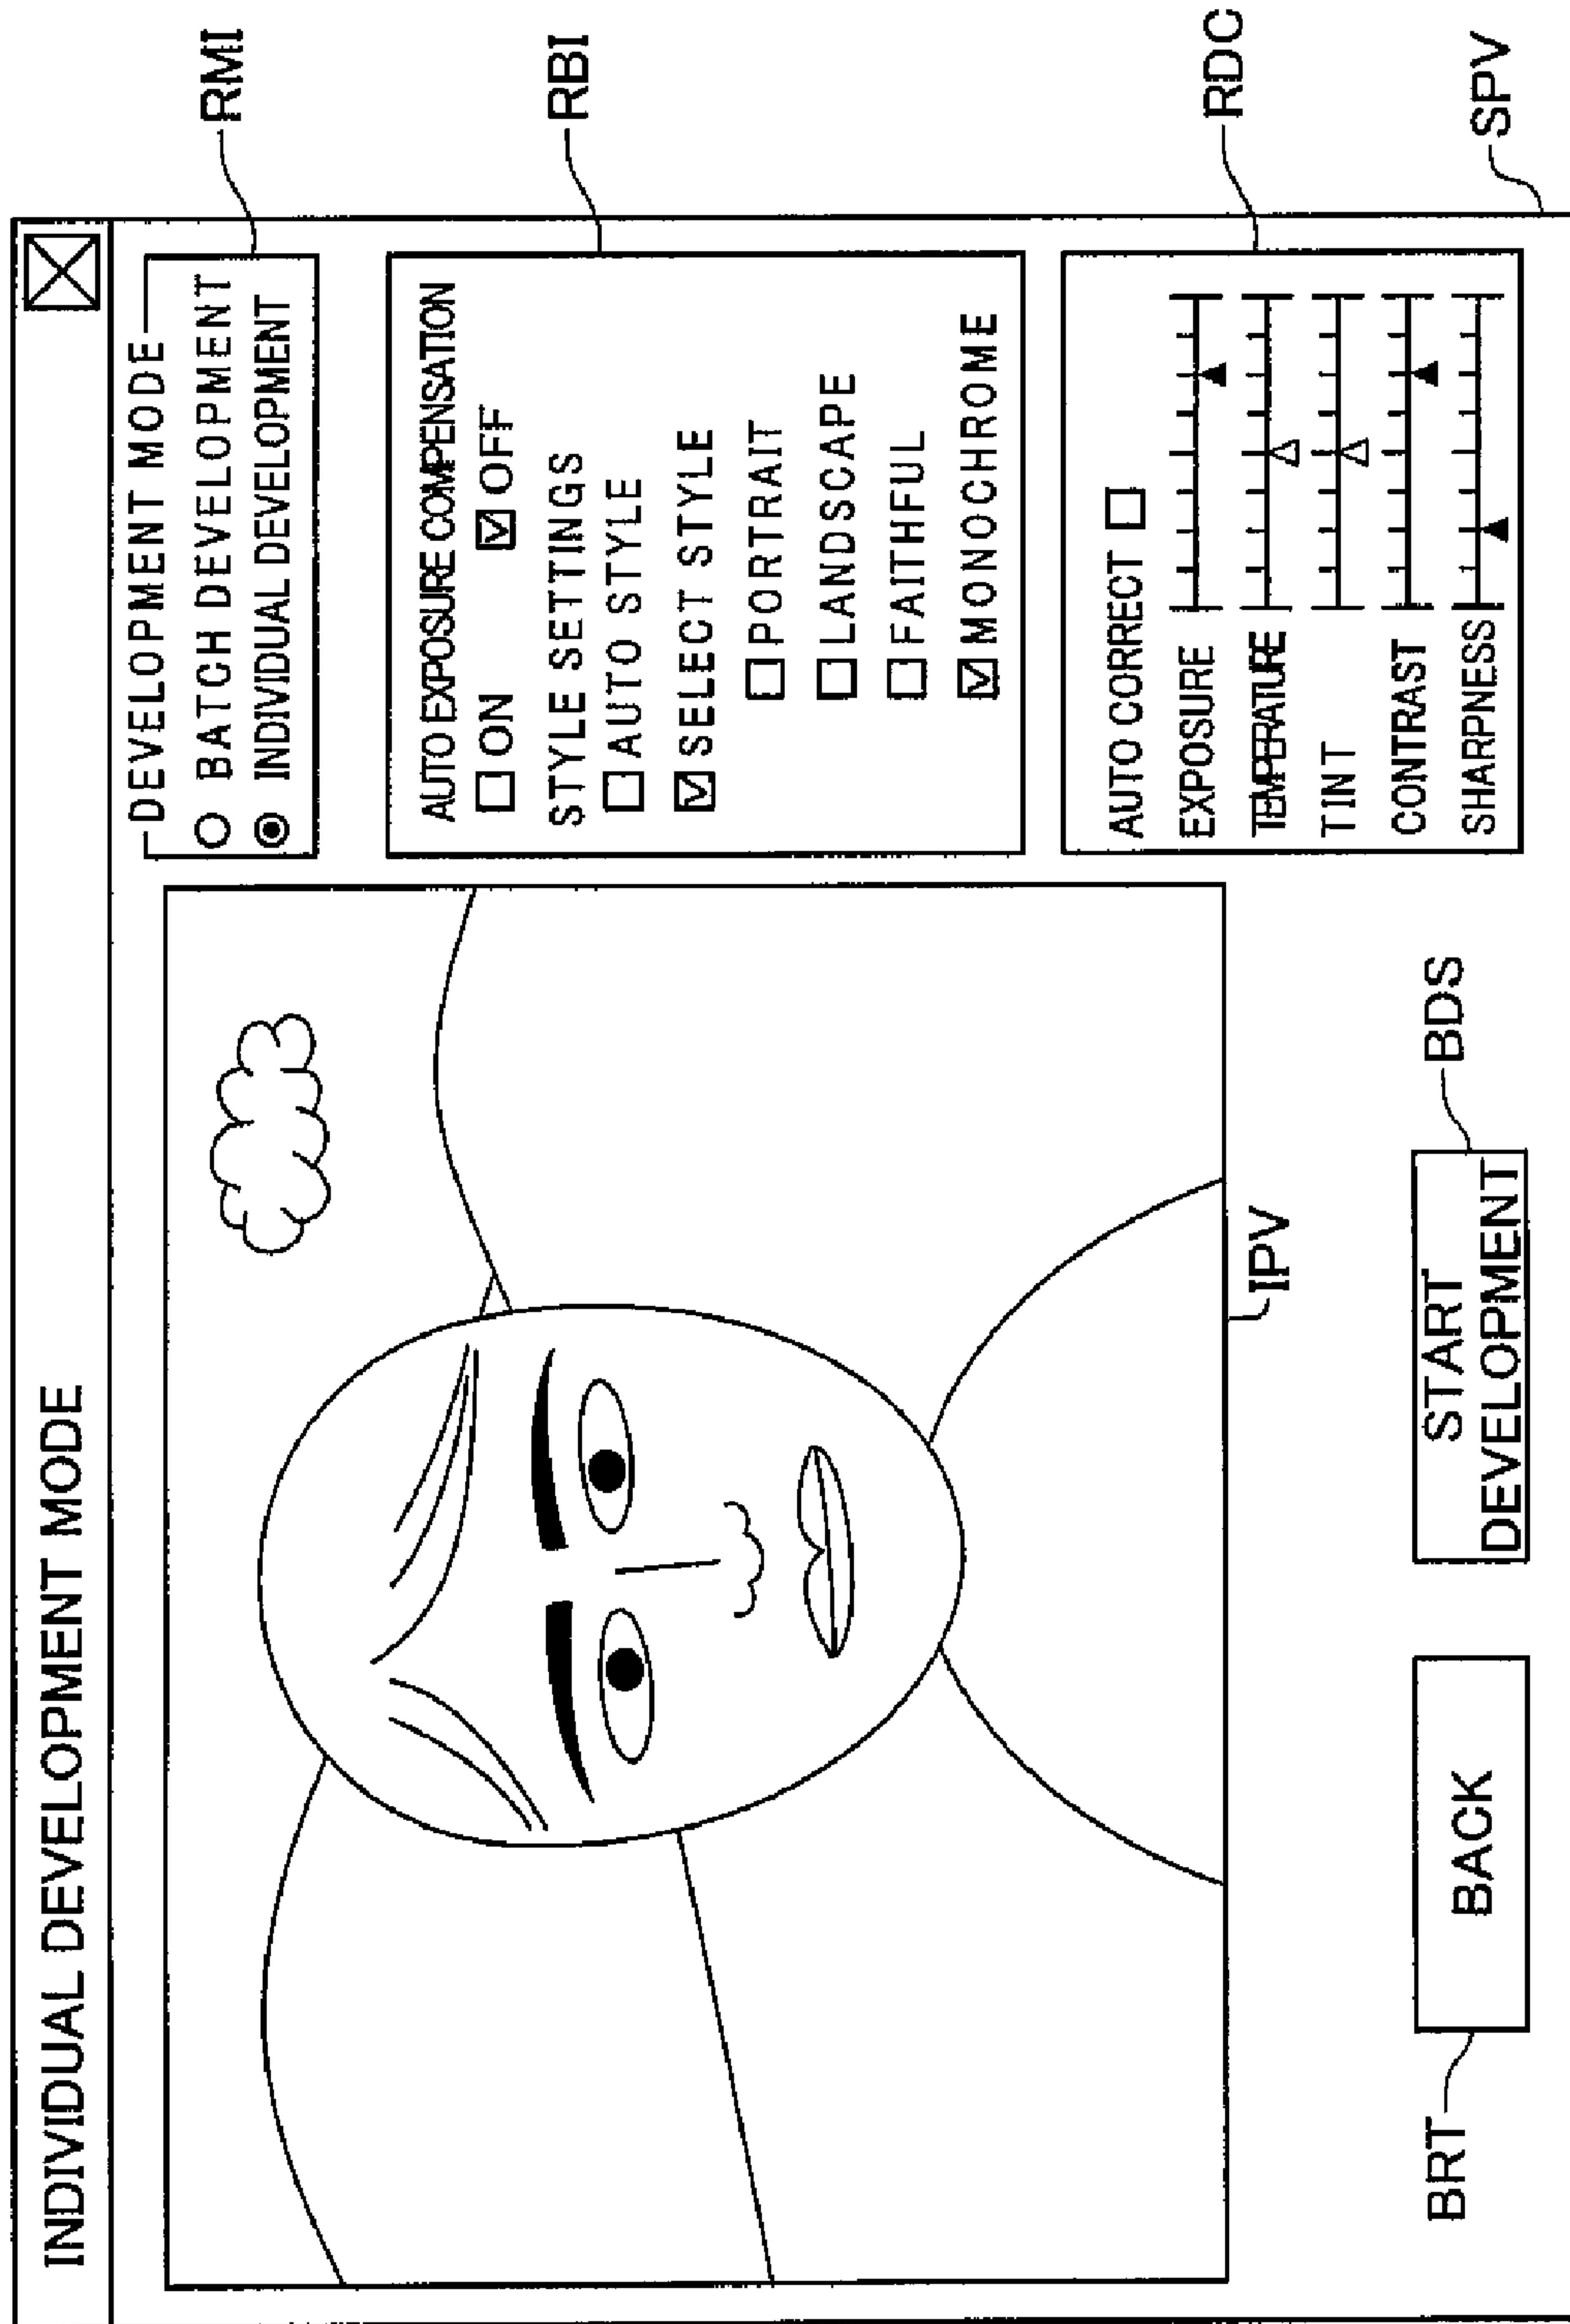 INDIVIDUAL DEVELOPMENT MODE
DEVELOPMENT MODE
BATCH DEVELOPMENT
INDIVIDUAL DEVELOPMENT
RMI
AUTO EXPOSURE COMPENSATION
ON OFF
STYLE SETTINGS
AUTO STYLE
SELECT STYLE
PORTRAIT
LANDSCAPE
FAITHFUL
MONOCHROME
RBI
AUTO CORRECT
EXPOSURE
TEMPERATURE
TINT
CONTRAST
SHARPNESS
RDC
SPV
IPV
BRT
BACK
START
DEVELOPMENT
BDS